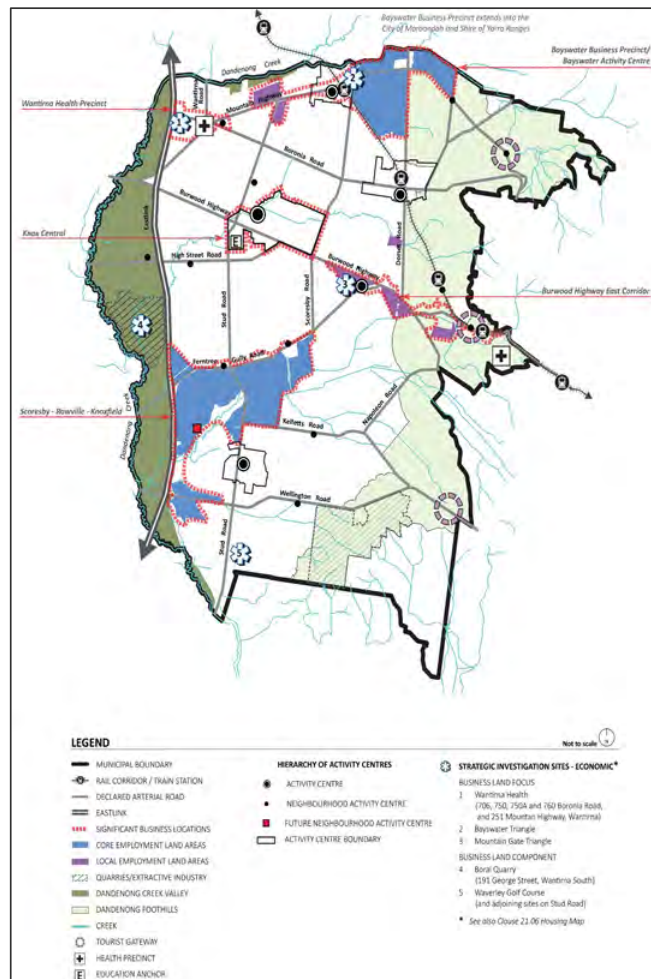 Bayswater Business Precinct extends into the
City of Maroondah and Shire of Yarra Ranges
Bayswater Business Precinct/
Bayswater Activity Centre
Dandenong Creek
Wantirna Health Precinct
Wantirna
Road
Mountain Highway
2
1
Boronia Road
Burwood Highway
Eastlink
Knox Central
E
High Street Road
Burwood Highway
Dorset Road
3
Burwood Highway East Corridor
Stud Road
Scoresby Road
4
Ferntree Gully Road
Scoresby - Rowville - Knoxfield
Napoleon Road
Kelletts Road
Dandenong Creek
Wellington Road
Stud Road
5
LEGEND
Not to scale
MUNICIPAL BOUNDARY
RAIL CORRIDOR / TRAIN STATION
DECLARED ARTERIAL ROAD
EASTLINK
SIGNIFICANT BUSINESS LOCATIONS
CORE EMPLOYMENT LAND AREAS
LOCAL EMPLOYMENT LAND AREAS
QUARRIES/EXTRACTIVE INDUSTRY
DANDENONG CREEK VALLEY
DANDENONG FOOTHILLS
CREEK
TOURIST GATEWAY
HEALTH PRECINCT
E EDUCATION ANCHOR
HIERARCHY OF ACTIVITY CENTRES
ACTIVITY CENTRE
NEIGHBOURHOOD ACTIVITY CENTRE
FUTURE NEIGHBOURHOOD ACTIVITY CENTRE
ACTIVITY CENTRE BOUNDARY
STRATEGIC INVESTIGATION SITES - ECONOMIC*
BUSINESS LAND FOCUS
1 Wantirna Health
(706, 750, 750A and 760 Boronia Road,
and 251 Mountain Highway, Wantirna)
2 Bayswater Triangle
3 Mountain Gate Triangle
BUSINESS LAND COMPONENT
4 Boral Quarry
(191 George Street, Wantirna South)
5 Waverley Golf Course
(and adjoining sites on Stud Road)
* See also Clause 21.06 Housing Map